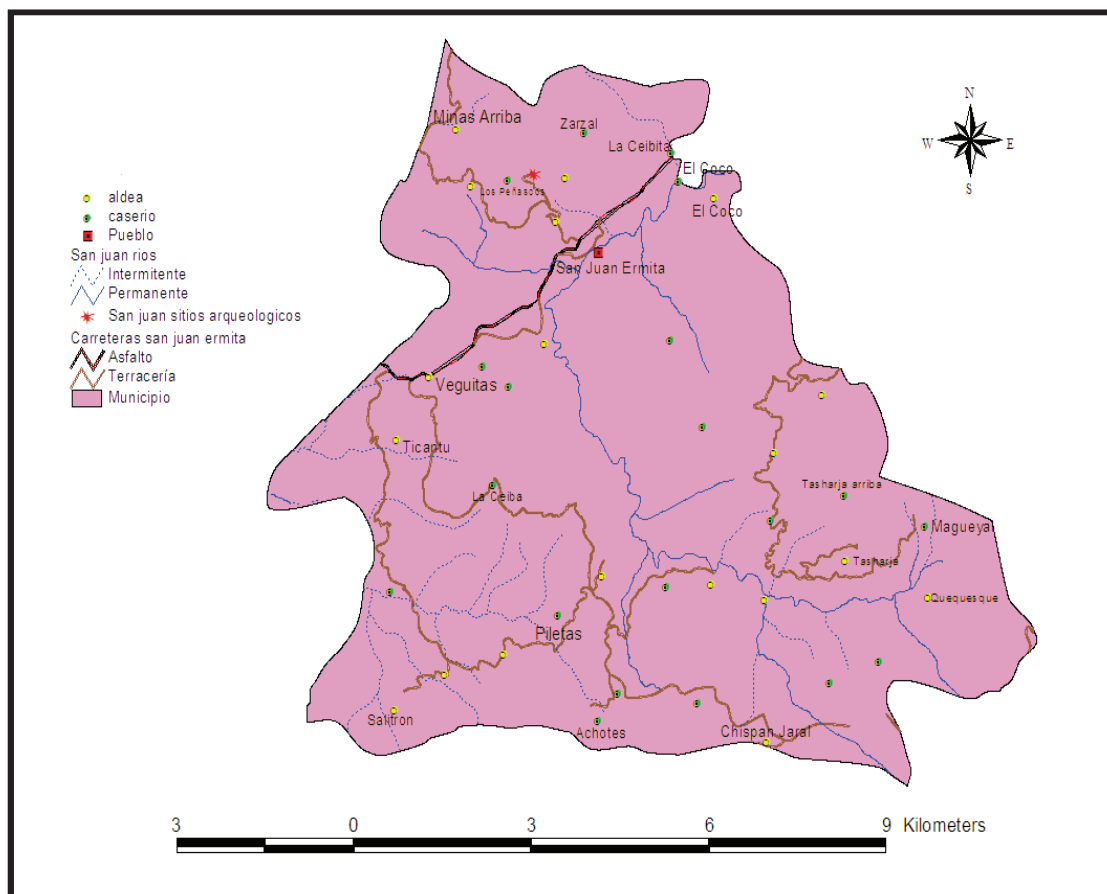 N
W
E
S
aldea
caserio
Pueblo
San juan rios
Intermitente
Permanente
San juan sitios arqueologicos
Carreteras san juan ermita
Asfalto
Terracería
Municipio
Minas Arriba
Zarzal
La Ceibita
El Coco
Los Peñascos
El Coco
San Juan Ermita
Veguitas
Ticantu
La Ceiba
Tasharja arriba
Magueyal
Tasharja
Quequesque
Piletas
Salitron
Achotes
Chispan Jaral
3 0 3 6 9 Kilometers